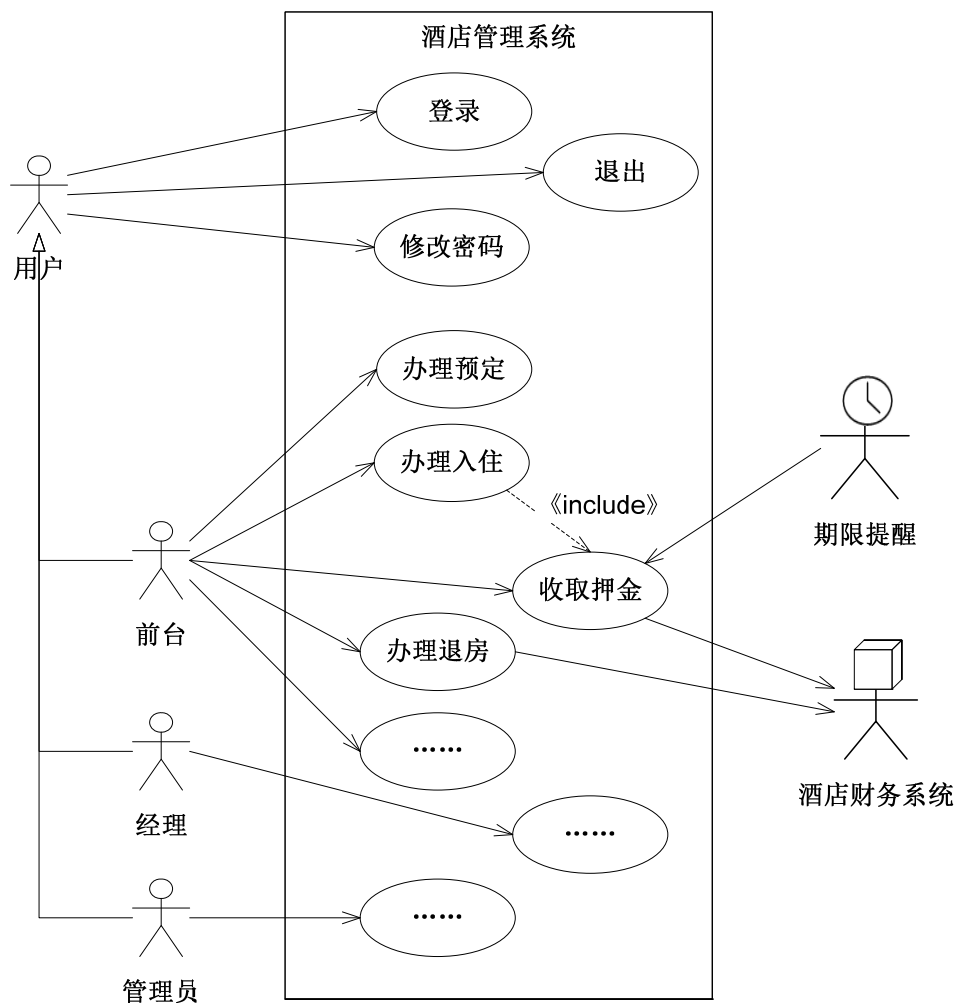 酒店管理系统
登录
退出
用户
修改密码
办理预定
办理入住
《include》
期限提醒
收取押金
前台
办理退房
……
酒店财务系统
经理
……
……
管理员